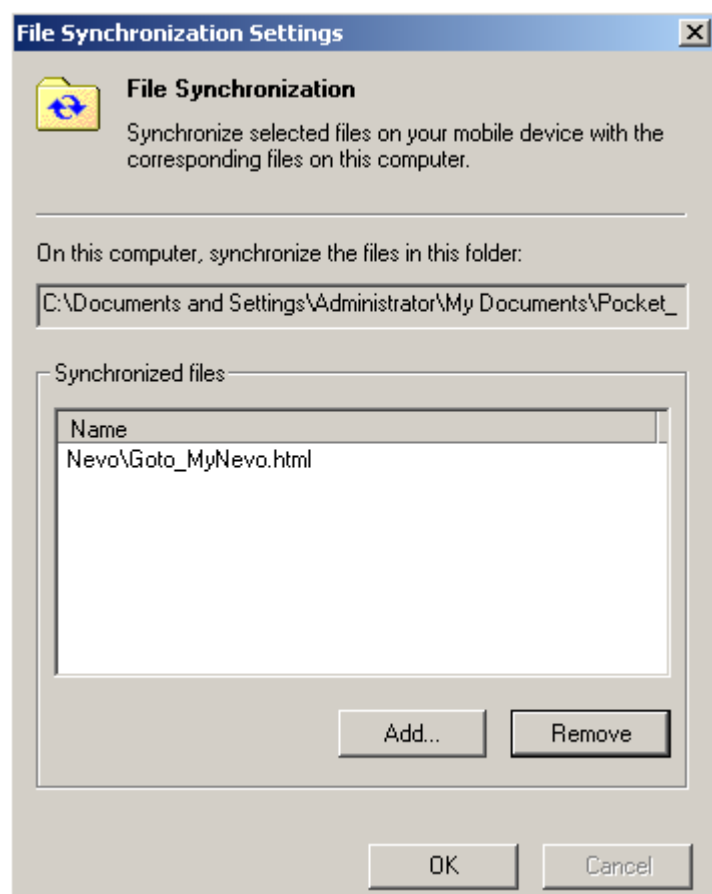 File Synchronization Settings
File Synchronization
Synchronize selected files on your mobile device with the
corresponding files on this computer.
On this computer, synchronize the files in this folder:
C:\Documents and Settings\Administrator\My Documents\Pocket_
Synchronized files
Name
Nevo\Goto_MyNevo.html
Add... Remove
OK Cancel